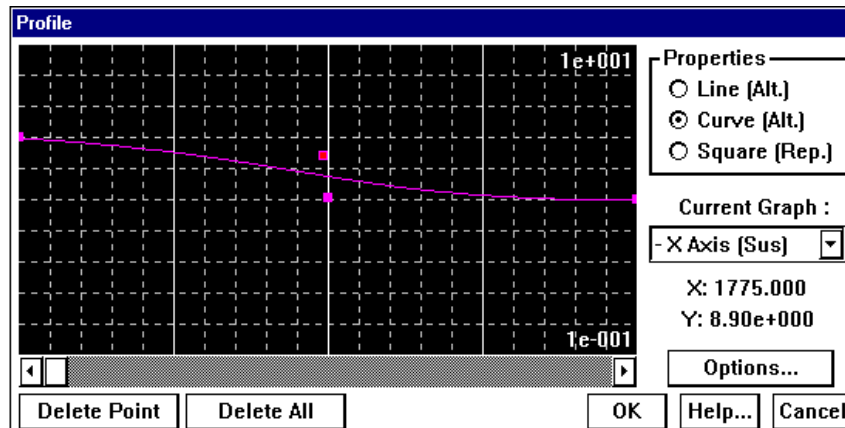 Profile
1e+001
Properties
Line (Alt.)
Curve (Alt.)
Square (Rep.)
Current Graph :
- X Axis (Sus)
X: 1775.000
Y: 8.90e+000
1e-001
Options...
Delete Point
Delete All
OK
Help...
Cancel